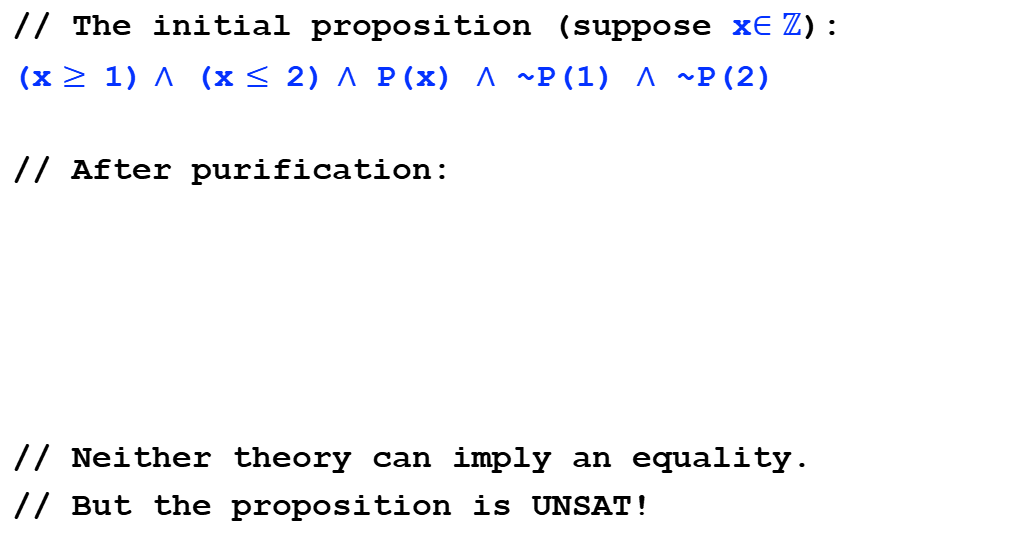 // The initial proposition (suppose x∈ ℤ):
(x ≥ 1) ∧ (x ≤ 2) ∧ P(x) ∧ ~P(1) ∧ ~P(2)
// After purification:
// Neither theory can imply an equality.
// But the proposition is UNSAT!